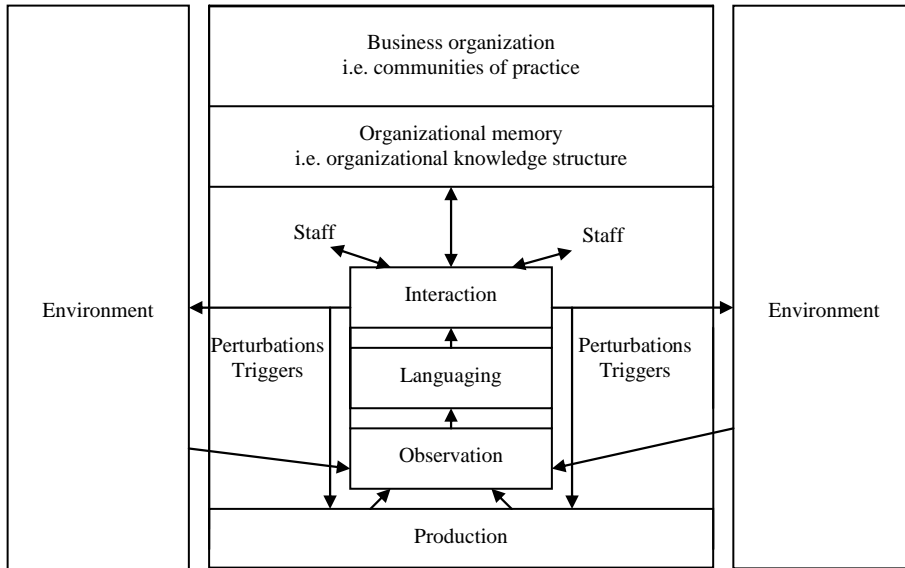 Business organization
i.e. communities of practice
Organizational memory
i.e. organizational knowledge structure
Staff
Staff
Environment
Interaction
Environment
Perturbations
Triggers
Perturbations
Triggers
Languaging
Observation
Production